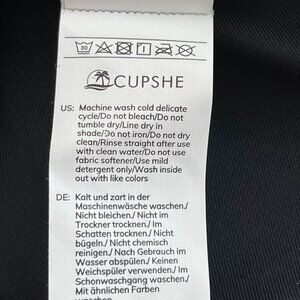 30
CUPSHE
US: Machine wash cold delicate
cycle/Do not bleach/Do not
tumble dry/Line dry in
shade/Do not iron/Do not dry
clean/Rinse straight after use
with clean water/Do not use
fabric softener/Use mild
detergent only/Wash inside
out with like colors
DE: Kalt und zart in der
Maschinenwäsche waschen./
Nicht bleichen./ Nicht im
Trockner trocknen./ Im
Schatten trocknen./ Nicht
bügeln./ Nicht chemisch
reinigen./ Nach Gebrauch im
Wasser abspülen./ Keinen
Weichspüler verwenden./ Im
Schonwaschgang waschen./
Mit ähnlichen Farben
waschen